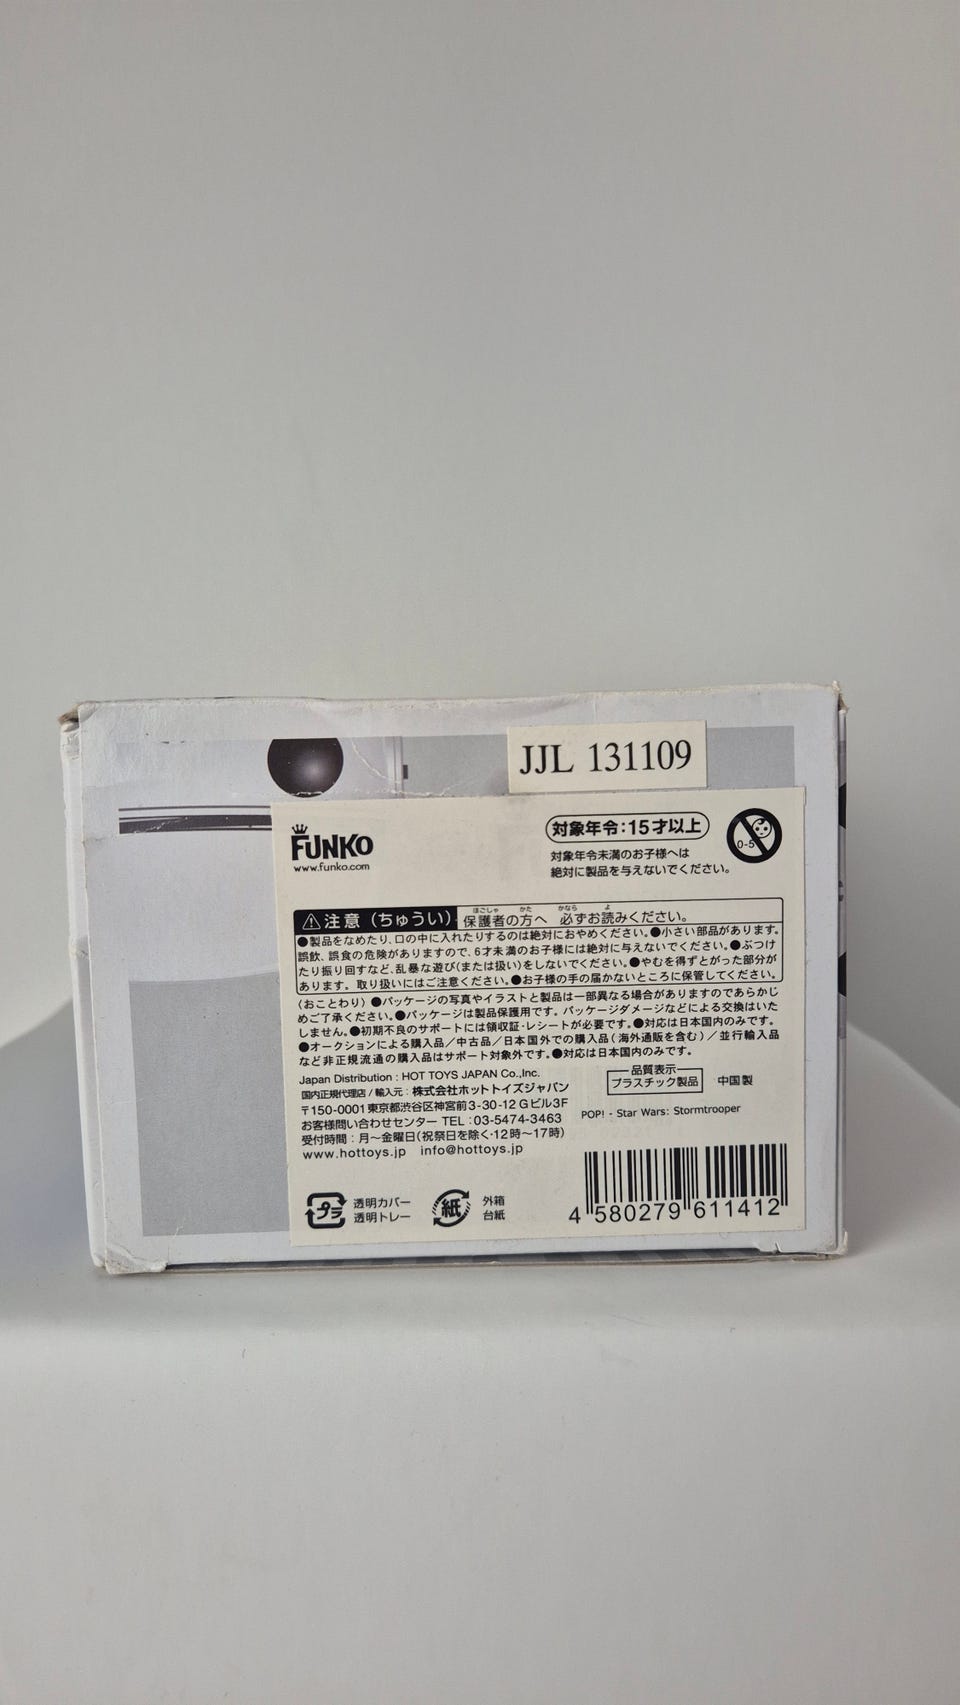 JJL 131109
FUNKO
www.funko.com
対象年令:15才以上
0-5
対象年令未満のお子様へは
絶対に製品を与えないでください。
⚠注意(ちゅうい) 保護者の方へ 必ずお読みください。
ほごしゃ かた かなら よ
●製品をなめたり、口の中に入れたりするのは絶対におやめください。●小さい部品があります。
誤飲、誤食の危険がありますので、6才未満のお子様には絶対に与えないでください。●ぶつけ
たり振り回すなど、乱暴な遊び(または扱い)をしないでください。●やむを得ずとがった部分が
あります。取り扱いにはご注意ください。●お子様の手の届かないところに保管してください。
〈おことわり〉●パッケージの写真やイラストと製品は一部異なる場合がありますのであらかじ
めご了承ください。●パッケージは製品保護用です。パッケージダメージなどによる交換はいた
しません。●初期不良のサポートには領収証・レシートが必要です。●対応は日本国内のみです。
●オークションによる購入品/中古品/日本国外での購入品(海外通販を含む)/並行輸入品
など非正規流通の購入品はサポート対象外です。●対応は日本国内のみです。
Japan Distribution : HOT TOYS JAPAN Co.,Inc.
国内正規代理店/輸入元:株式会社ホットトイズジャパン
〒150-0001 東京都渋谷区神宮前3-30-12 Gビル3F
お客様問い合わせセンター TEL:03-5474-3463
受付時間:月〜金曜日(祝祭日を除く・12時〜17時)
www.hottoys.jp info@hottoys.jp
品質表示
プラスチック製品
中国製
POP! - Star Wars: Stormtrooper
プラ
透明カバー
透明トレー
紙
外箱
台紙
4 580279 611412